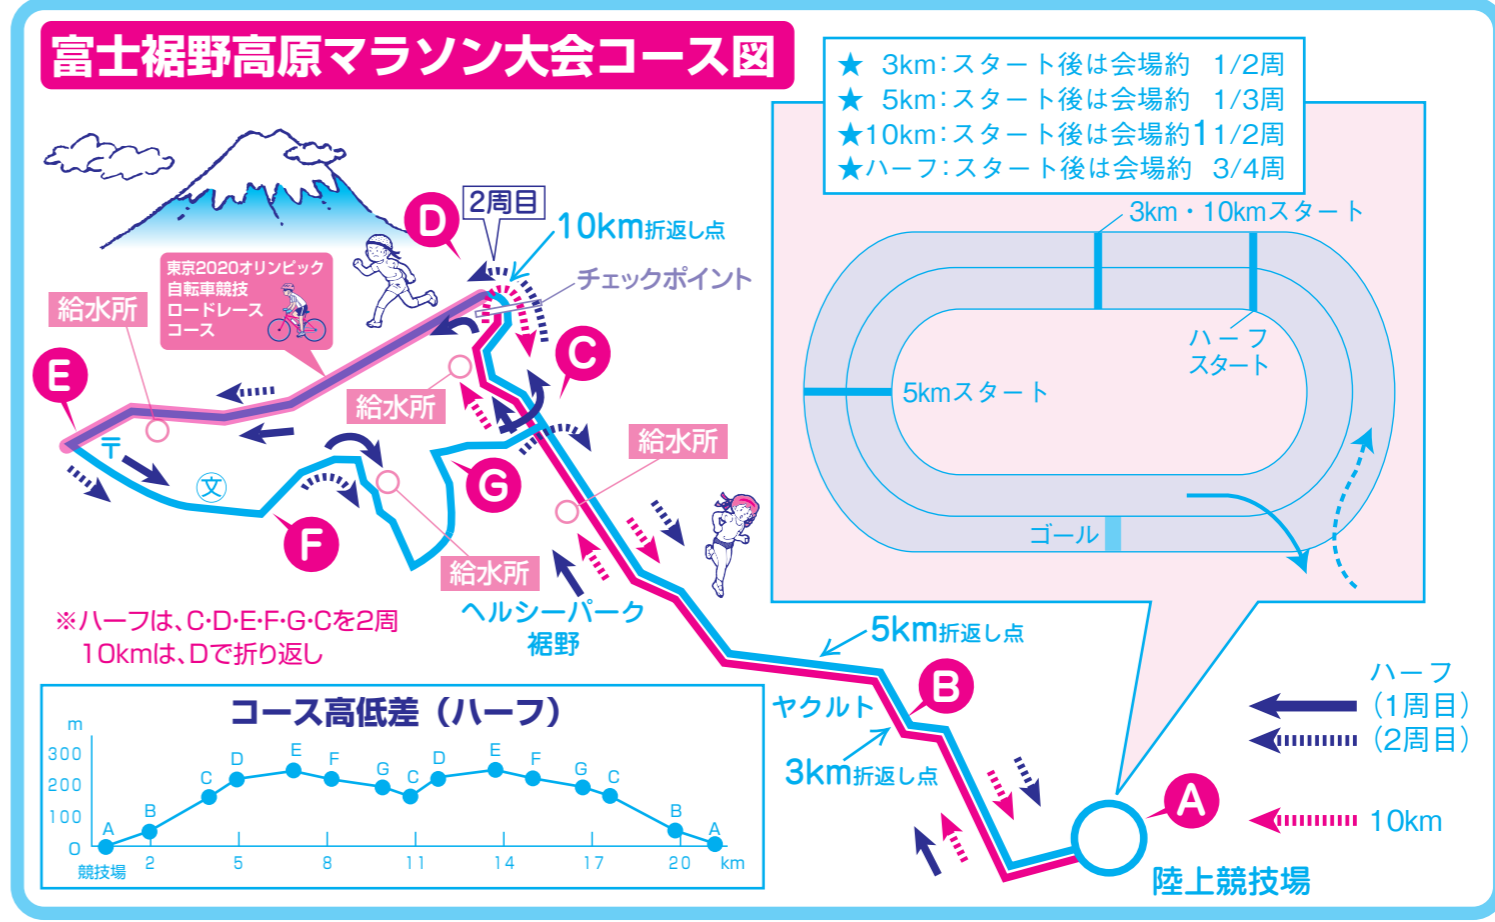 富士裾野高原マラソン大会コース図
★ 3km:スタート後は会場約 1/2周
★ 5km:スタート後は会場約 1/3周
★10km:スタート後は会場約1 1/2周
★ハーフ:スタート後は会場約 3/4周
3km・10kmスタート
ハーフ
スタート
5kmスタート
ゴール
D
2周目
10km折返し点
チェックポイント
東京2020オリンピック
自転車競技
ロードレース
コース
給水所
E
C
給水所
給水所
〒
文
G
F
給水所
ヘルシーパーク
裾野
※ハーフは、C・D・E・F・G・Cを2周
10kmは、Dで折り返し
5km折返し点
B
ヤクルト
3km折返し点
A
陸上競技場
ハーフ
(1周目)
(2周目)
10km
コース高低差(ハーフ)
m
300
200
100
0
A B C D E F G C D E F G C B A
競技場 2 5 8 11 14 17 20 km